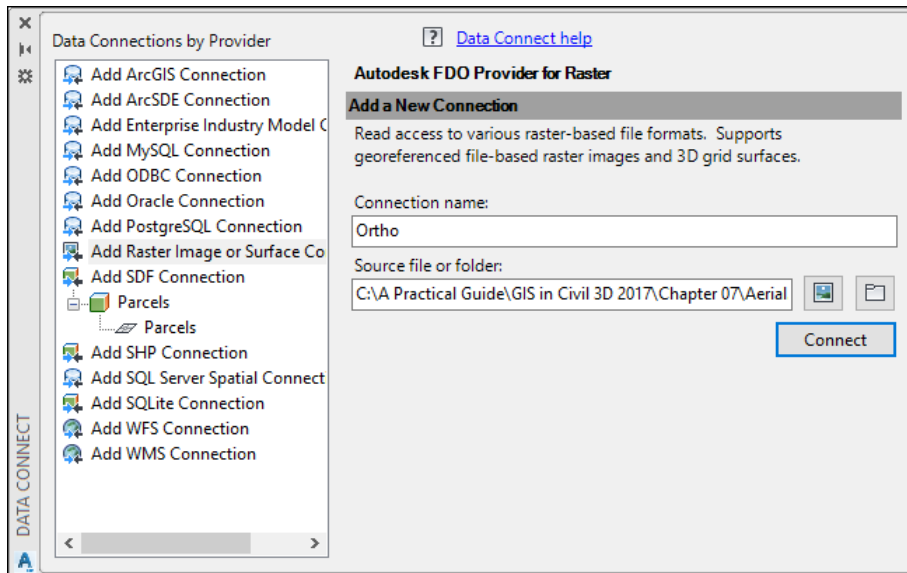 Data Connections by Provider
Add ArcGIS Connection
Add ArcSDE Connection
Add Enterprise Industry Model C
Add MySQL Connection
Add ODBC Connection
Add Oracle Connection
Add PostgreSQL Connection
Add Raster Image or Surface Co
Add SDF Connection
Parcels
Parcels
Add SHP Connection
Add SQL Server Spatial Connect
Add SQLite Connection
Add WFS Connection
Add WMS Connection
? Data Connect help
Autodesk FDO Provider for Raster
Add a New Connection
Read access to various raster-based file formats. Supports
georeferenced file-based raster images and 3D grid surfaces.
Connection name:
Ortho
Source file or folder:
C:\A Practical Guide\GIS in Civil 3D 2017\Chapter 07\Aerial
Connect
DATA CONNECT